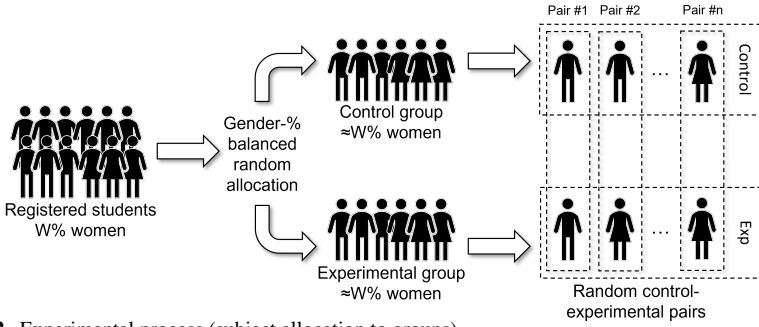 Pair #1 Pair #2 Pair #n
Control
Gender-%
balanced
random
allocation
Control group
≈W% women
...
Registered students
W% women
Exp
...
Experimental group
≈W% women
Random control-
experimental pairs
Experimental process (subject allocation to groups)